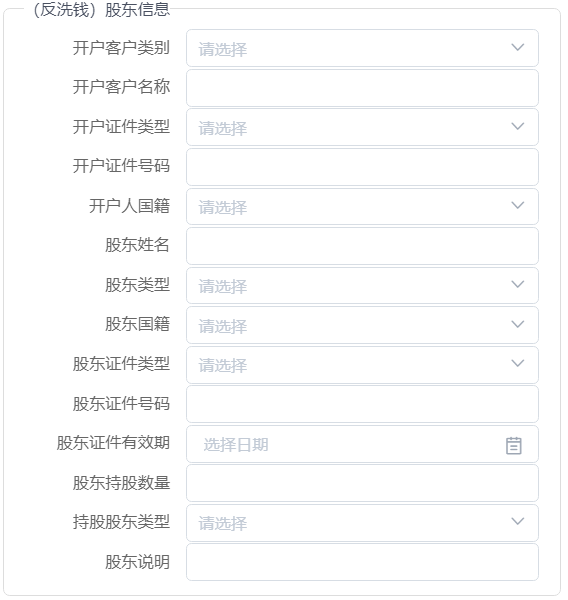 （反洗钱）股东信息
开户客户类别 请选择
开户客户名称
开户证件类型 请选择
开户证件号码
开户人国籍 请选择
股东姓名
股东类型 请选择
股东国籍 请选择
股东证件类型 请选择
股东证件号码
股东证件有效期 选择日期
股东持股数量
持股股东类型 请选择
股东说明